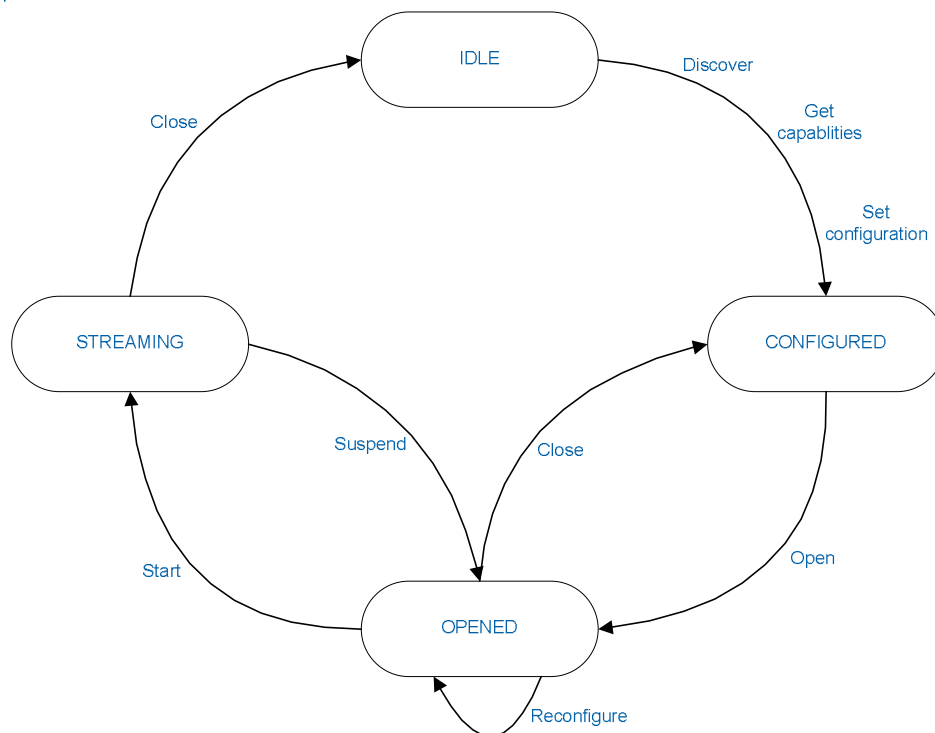 IDLE
Discover
Get
capablities
Close
Set
configuration
STREAMING
CONFIGURED
Suspend
Close
Start
Open
OPENED
Reconfigure